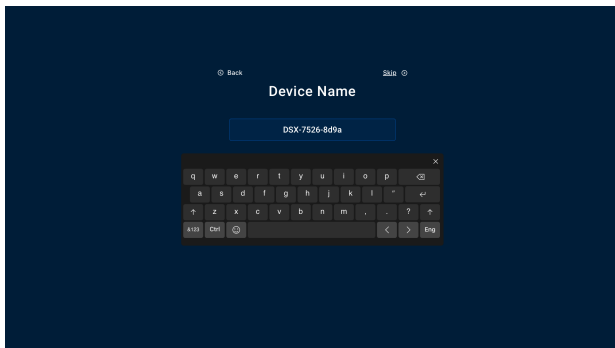 Back Skip
Device Name
DSX-7526-8d9a
q w e r t y u i o p
a s d f g h j k l "
z x c v b n m , . ?
&123 Ctrl Eng